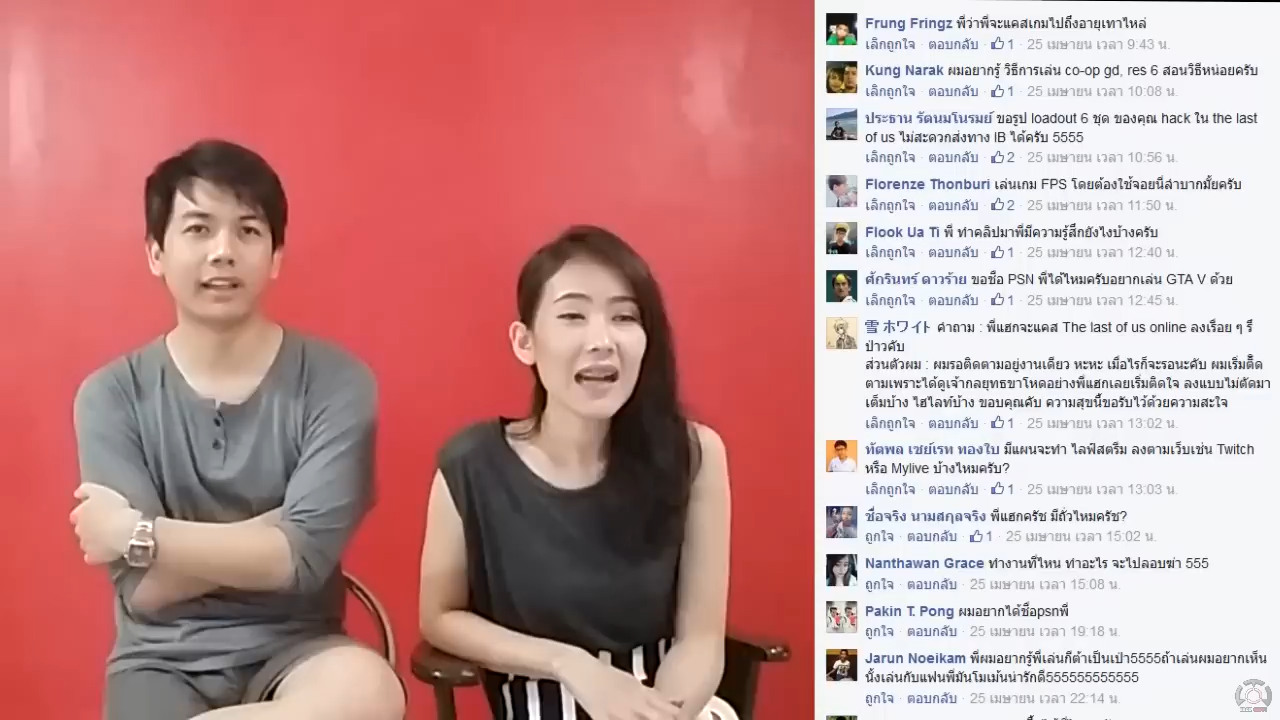 Frung Fringz พี่ว่าพี่จะแคสเกมไปถึงอายุเทาไหล่
เลิกถูกใจ · ตอบกลับ · 1 · 25 เมษายน เวลา 9:43 น.
Kung Narak ผมอยากรู้ วิธีการเล่น co-op gd, res 6 สอนวิธีหน่อยครับ
เลิกถูกใจ · ตอบกลับ · 1 · 25 เมษายน เวลา 10:08 น.
ประธาน รัตนมโนรมย์ ขอรูป loadout 6 ชุด ของคุณ hack ใน the last
of us ไม่สะดวกส่งทาง IB ได้ครับ 5555
เลิกถูกใจ · ตอบกลับ · 2 · 25 เมษายน เวลา 10:56 น.
Florenze Thonburi เล่นเกม FPS โดยต้องใช้จอยนี่ลำบากมั้ยครับ
เลิกถูกใจ · ตอบกลับ · 2 · 25 เมษายน เวลา 11:50 น.
Flook Ua Ti พี่ ทำคลิปมาพี่มีความรู้สึกยังไงบ้างครับ
เลิกถูกใจ · ตอบกลับ · 1 · 25 เมษายน เวลา 12:40 น.
ศักรินทร์ ดาวร้าย ขอชื่อ PSN พี่ได้ไหมครับอยากเล่น GTA V ด้วย
เลิกถูกใจ · ตอบกลับ · 1 · 25 เมษายน เวลา 12:45 น.
雪 ホワイト คำถาม : พี่แฮกจะแคส The last of us online ลงเรื่อย ๆ รึ
ป่าวคับ
ส่วนตัวผม : ผมรอติดตามอยู่งานเดียว หะหะ เมื่อไรก็จะรอนะคับ ผมเริ่มติด
ตามเพราะได้ดูเจ้ากลยุทธขาโหดอย่างพี่แฮกเลยเริ่มติดใจ ลงแบบไม่ตัดมา
เต็มบ้าง ไฮไลท์บ้าง ขอบคุณคับ ความสุขนี้ขอรับไว้ด้วยความสะใจ
เลิกถูกใจ · ตอบกลับ · 1 · 25 เมษายน เวลา 13:02 น.
ทัตพล เชย์เรท ทองใบ มีแผนจะทำ ไลฟ์สตรีม ลงตามเว็บเช่น Twitch
หรือ Mylive บ้างไหมครับ?
เลิกถูกใจ · ตอบกลับ · 1 · 25 เมษายน เวลา 13:03 น.
ชื่อจริง นามสกุลจริง พี่แฮกครัช มีถัวไหมครัช?
ถูกใจ · ตอบกลับ · 1 · 25 เมษายน เวลา 15:02 น.
Nanthawan Grace ทำงานที่ไหน ทำอะไร จะไปลอบฆ่า 555
ถูกใจ · ตอบกลับ · 25 เมษายน เวลา 15:08 น.
Pakin T. Pong ผมอยากได้ชื่อpsnพี่
ถูกใจ · ตอบกลับ · 25 เมษายน เวลา 19:18 น.
Jarun Noeikam พี่ผมอยากรู้พี่เล่นก็ต้าเป็นเป่า5555ถ้าเล่นผมอยากเห็น
นั่งเล่นกับแฟนพี่มันโมเม้นน่ารักดี555555555555
ถูกใจ · ตอบกลับ · 25 เมษายน เวลา 22:14 น.